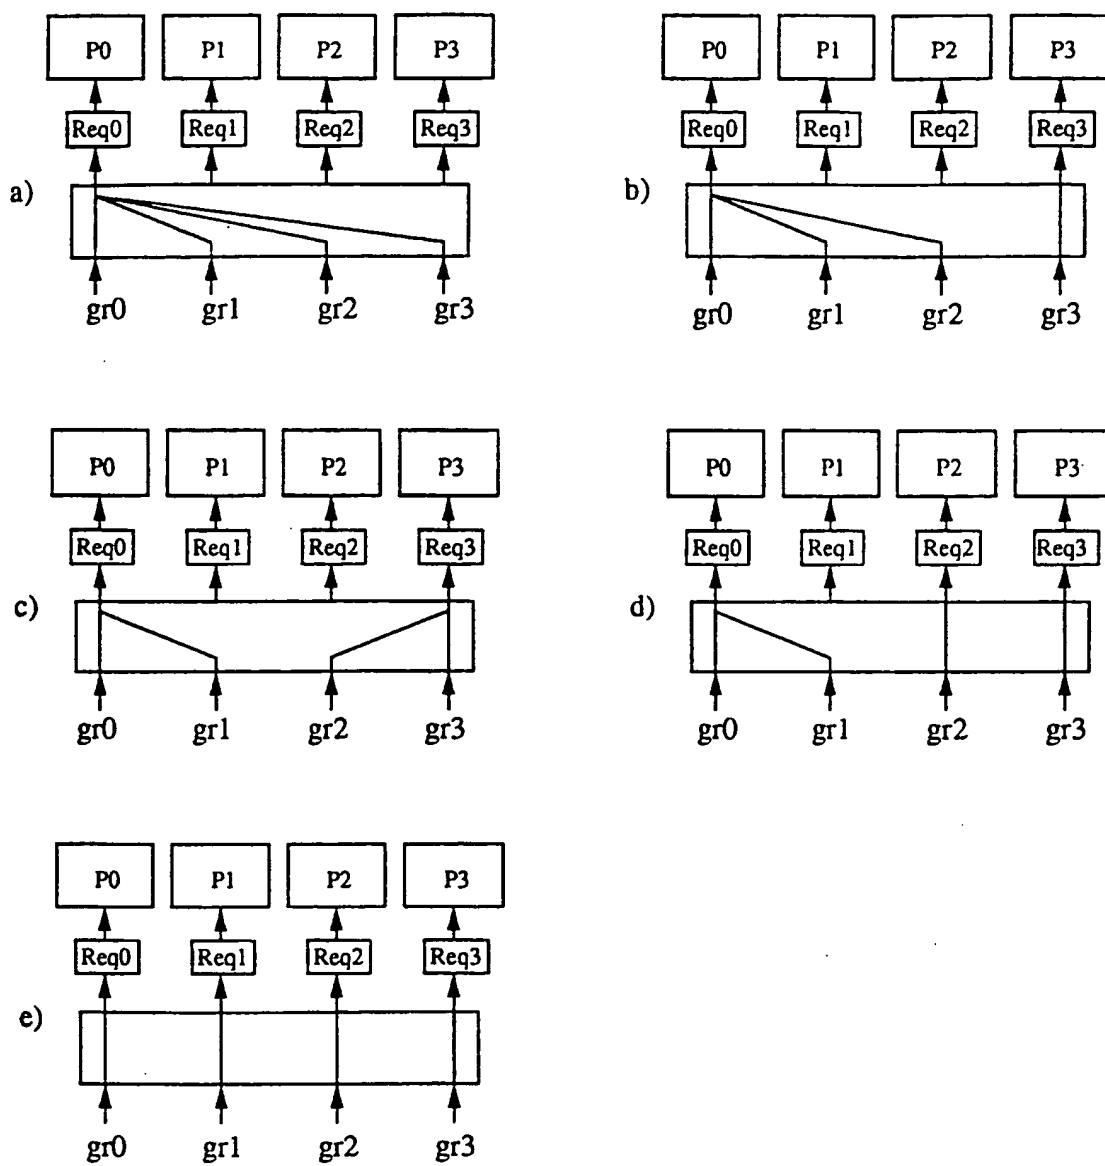 P0 P1 P2 P3
Req0 Req1 Req2 Req3
a)
gr0 gr1 gr2 gr3
P0 P1 P2 P3
Req0 Req1 Req2 Req3
b)
gr0 gr1 gr2 gr3
P0 P1 P2 P3
Req0 Req1 Req2 Req3
c)
gr0 gr1 gr2 gr3
P0 P1 P2 P3
Req0 Req1 Req2 Req3
d)
gr0 gr1 gr2 gr3
P0 P1 P2 P3
Req0 Req1 Req2 Req3
e)
gr0 gr1 gr2 gr3